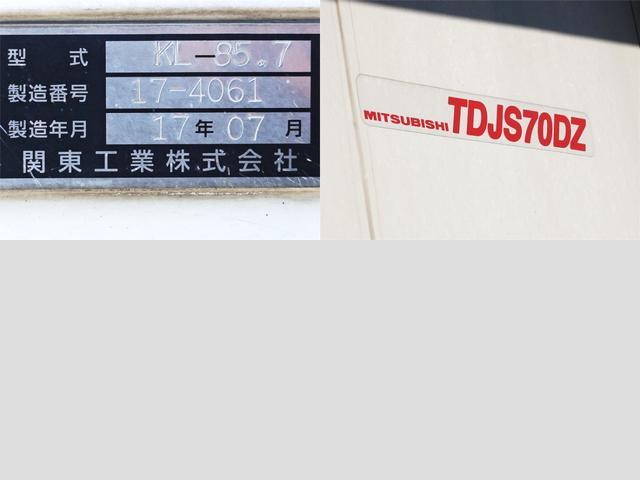 型式 KL-85.7
製造番号 17-4061
製造年月 17年07月
関東工業株式会社
MITSUBISHI TDJS70DZ